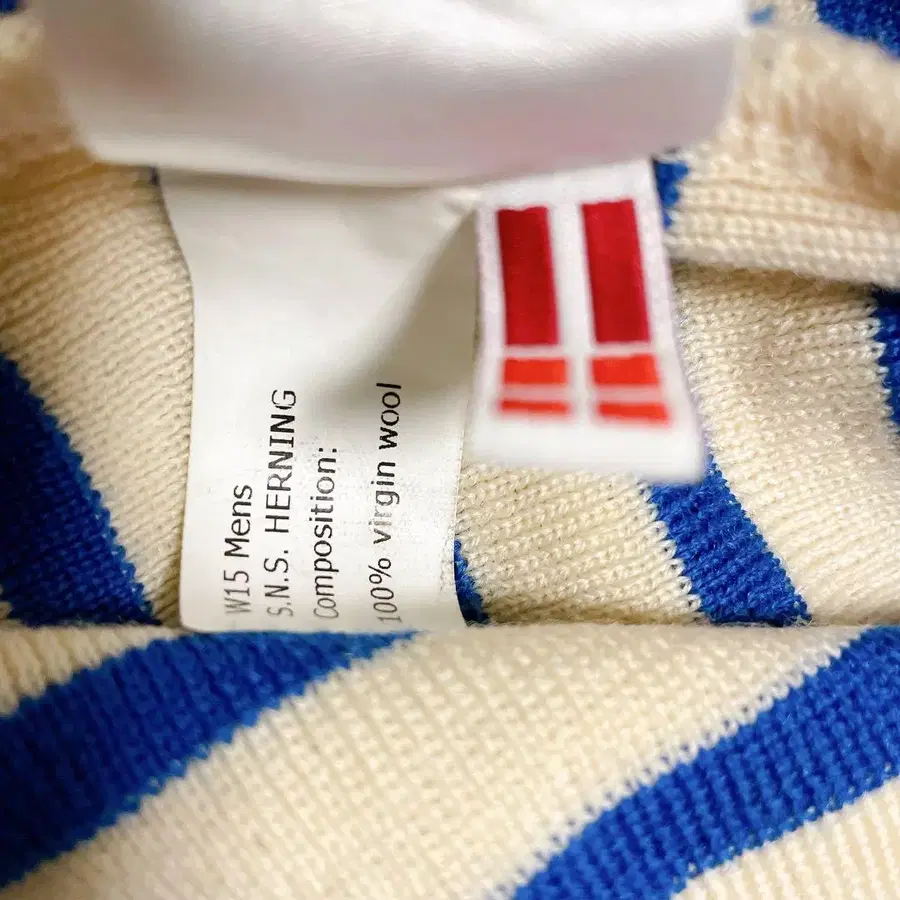 W15 Mens
S.N.S. HERNING
Composition:
100% virgin wool